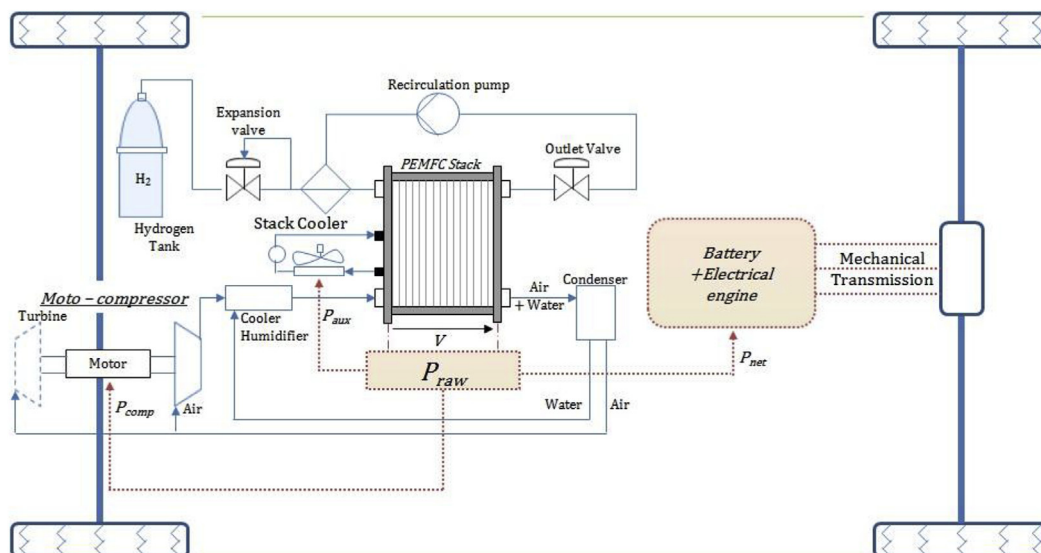 Recirculation pump
Expansion
valve
PEMFC Stack
Outlet Valve
H2
Hydrogen
Tank
Stack Cooler
Battery
+Electrical
engine
Mechanical
Transmission
Moto – compressor
Turbine
Cooler
Humidifier
Paux
Air
+ Water
Condenser
V
Motor
Praw
Pnet
Pcomp
Air
Water
Air